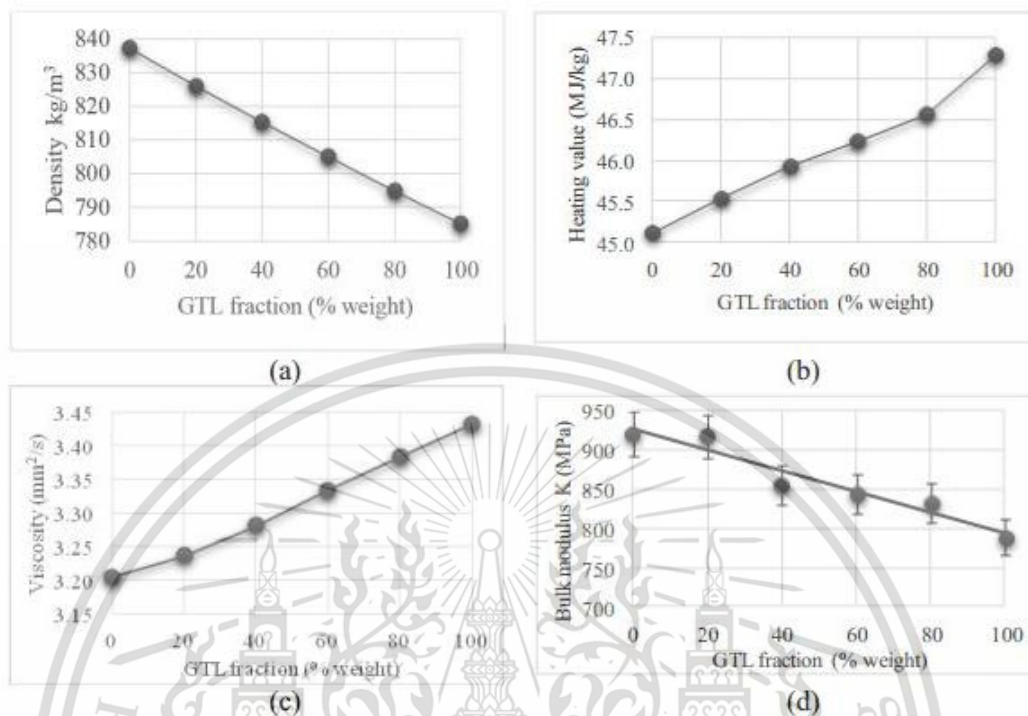 840
830
820
810
800
790
780
Density kg/m³
0 20 40 60 80 100
GTL fraction (% weight)
(a)
47.5
47.0
46.5
46.0
45.5
45.0
Heating value (MJ/kg)
0 20 40 60 80 100
GTL fraction (% weight)
(b)
3.45
3.40
3.35
3.30
3.25
3.20
3.15
Viscosity (mm²/s)
0 20 40 60 80 100
GTL fraction (% weight)
(c)
950
900
850
800
750
700
Bulk modulus K (MPa)
0 20 40 60 80 100
GTL fraction (% weight)
(d)